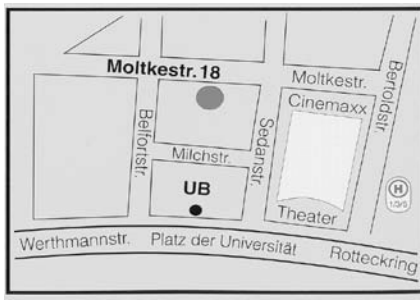 Moltkestr. 18
Moltkestr.
Bertoldstr.
Cinemaxx
Belfortstr.
Sedanstr.
Milchstr.
UB
H
Theater
Werthmannstr. Platz der Universität Rotteckring